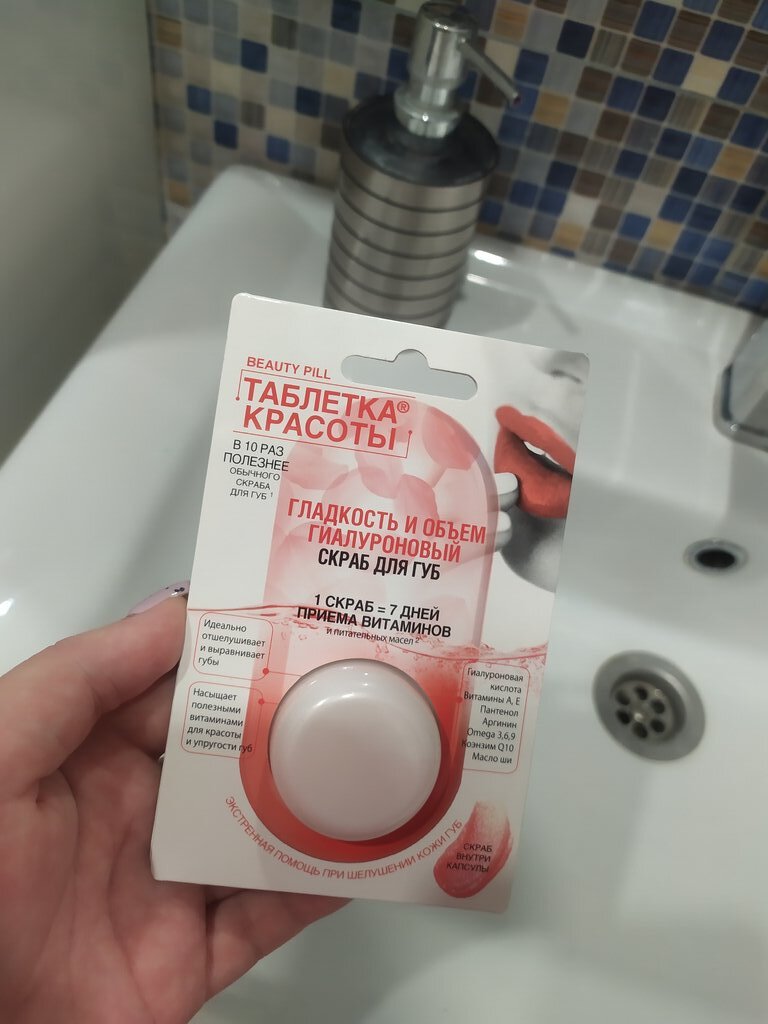 BEAUTY PILL
ТАБЛЕТКА®
КРАСОТЫ
В 10 РАЗ
ПОЛЕЗНЕЕ
ОБЫЧНОГО
СКРАБА
ДЛЯ ГУБ 1
ГЛАДКОСТЬ И ОБЪЕМ
ГИАЛУРОНОВЫЙ
СКРАБ ДЛЯ ГУБ
1 СКРАБ = 7 ДНЕЙ
ПРИЕМА ВИТАМИНОВ
и питательных масел 2
Идеально
отшелушивает
и выравнивает
губы
Насыщает
полезными
витаминами
для красоты
и упругости губ
Гиалуроновая
кислота
Витамины А, Е
Пантенол
Аргинин
Omega 3,6,9
Коэнзим Q10
Масло ши
ЭКСТРЕННАЯ ПОМОЩЬ ПРИ ШЕЛУШЕНИИ КОЖИ ГУБ
СКРАБ
ВНУТРИ
КАПСУЛЫ